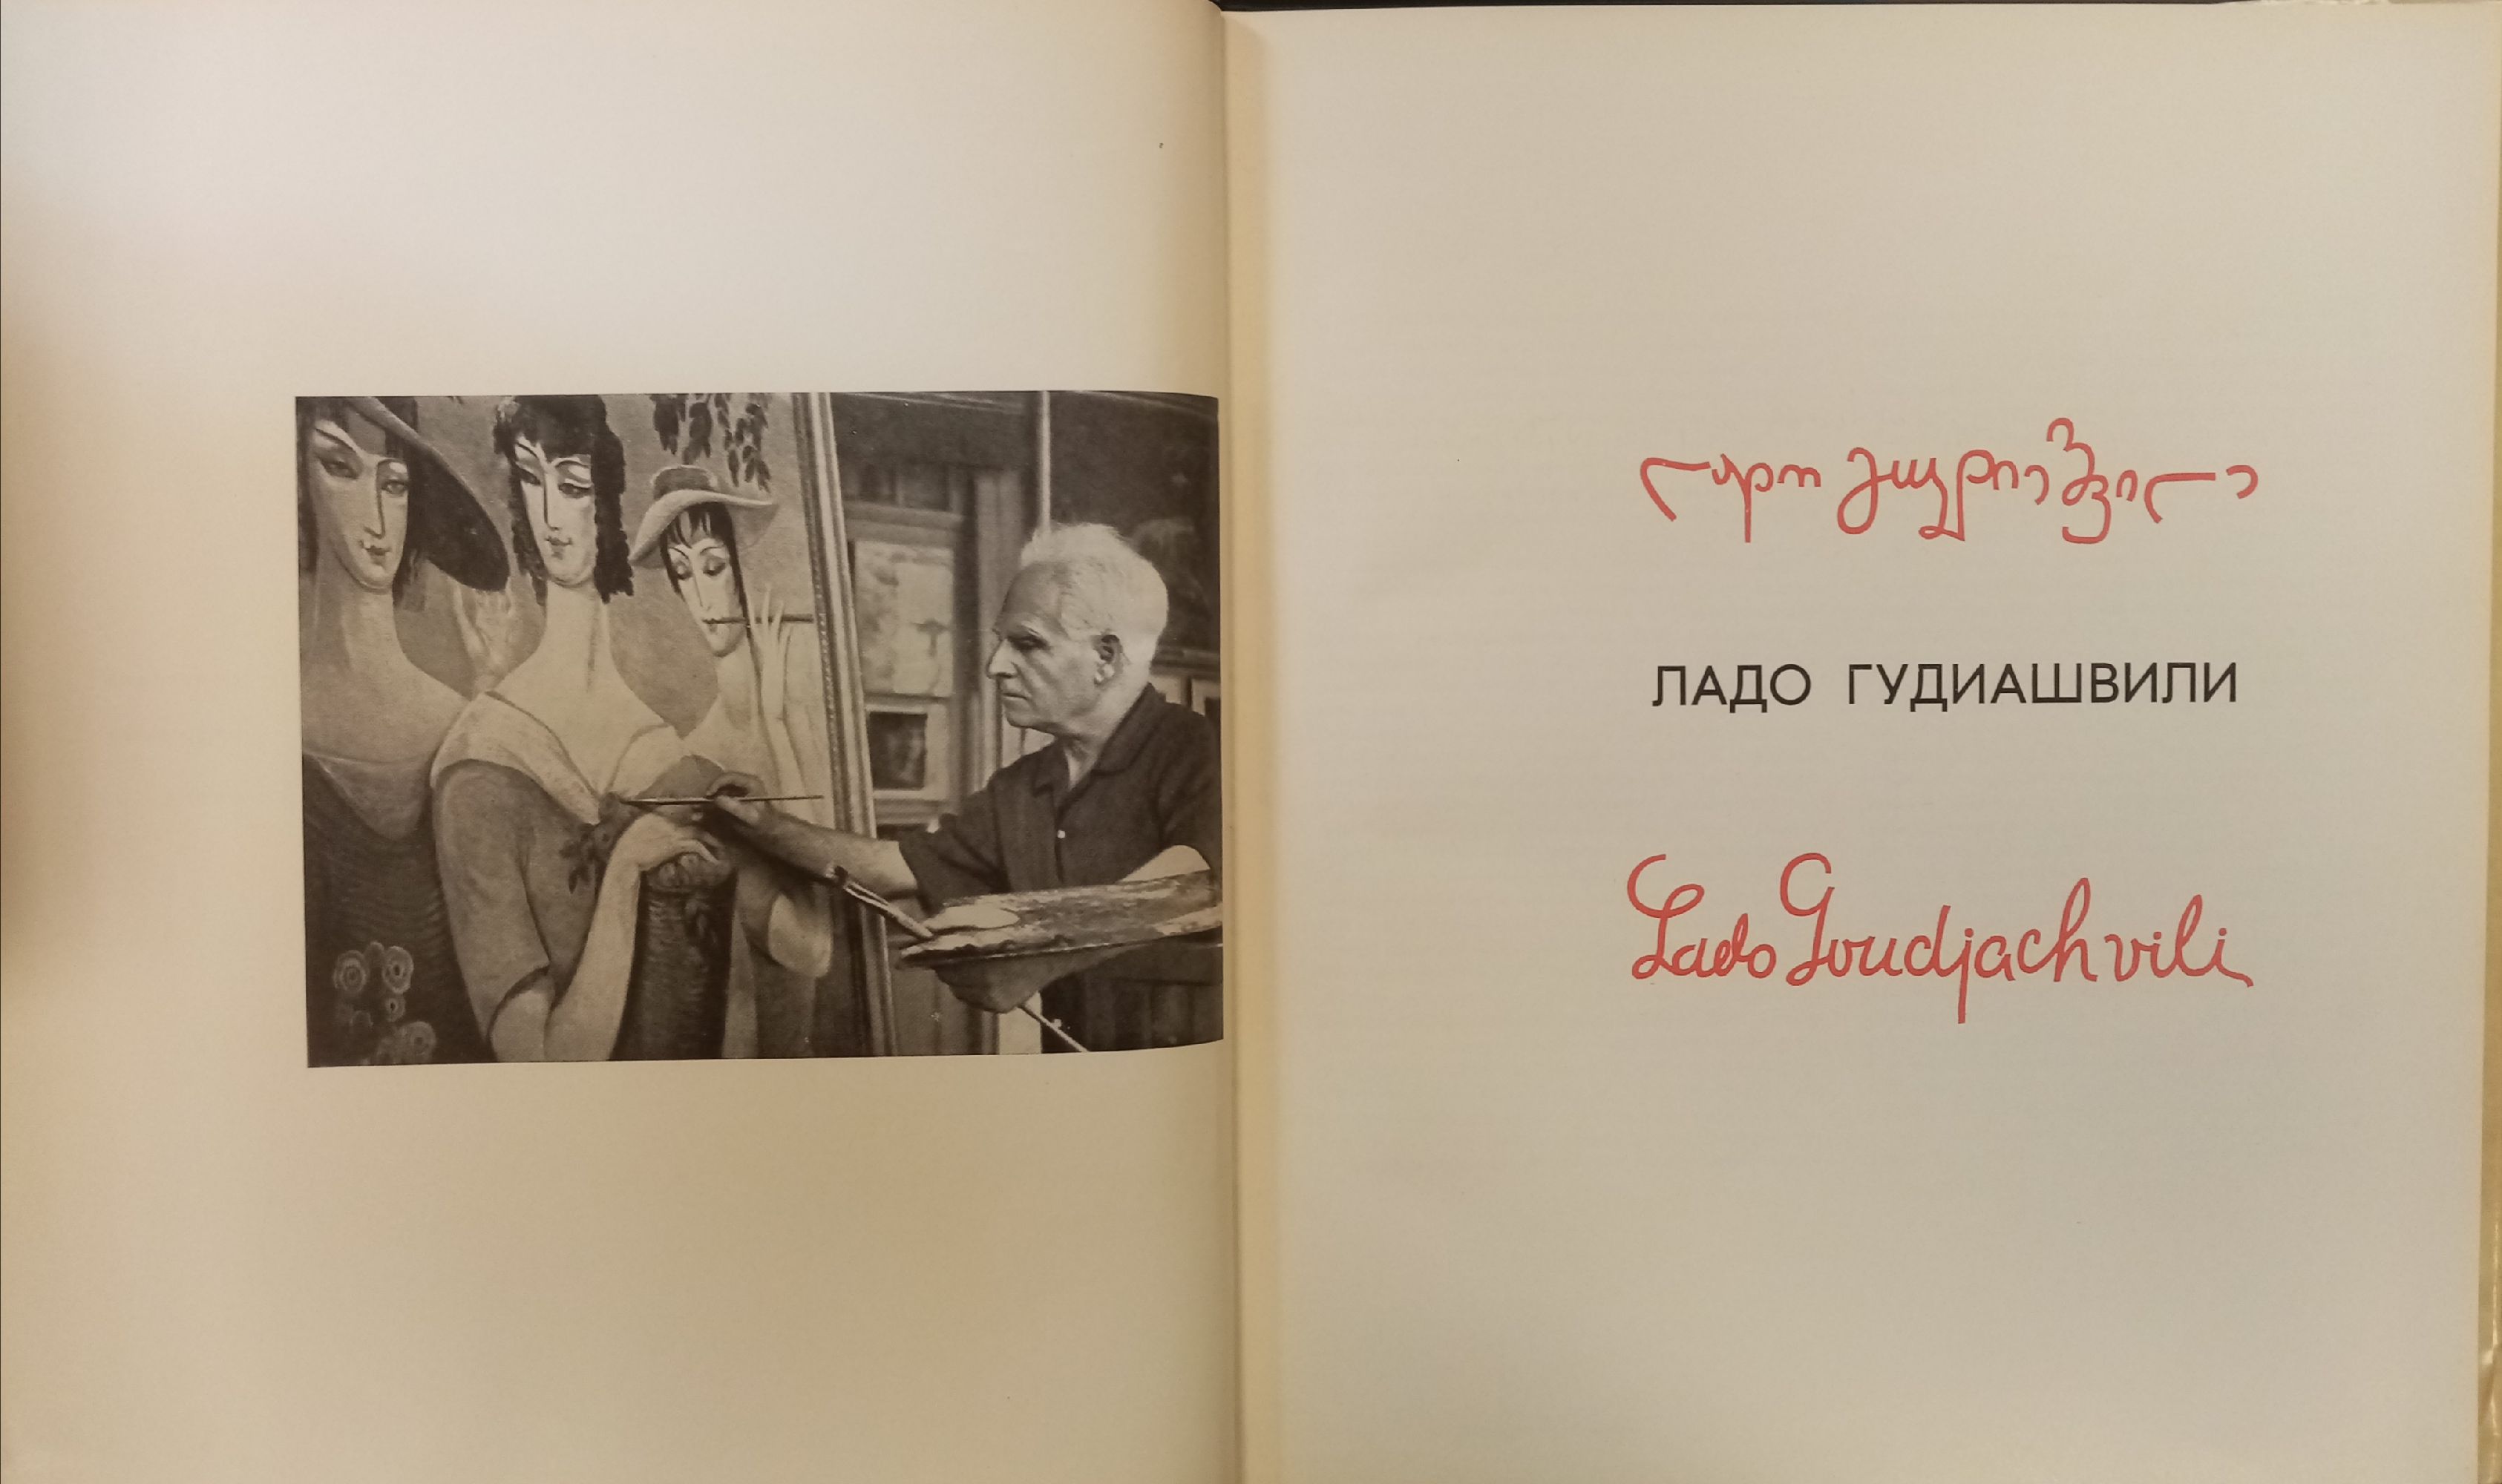 ლადო გუდიაშვილი
ЛАДО ГУДИАШВИЛИ
Lado Goudjachvili